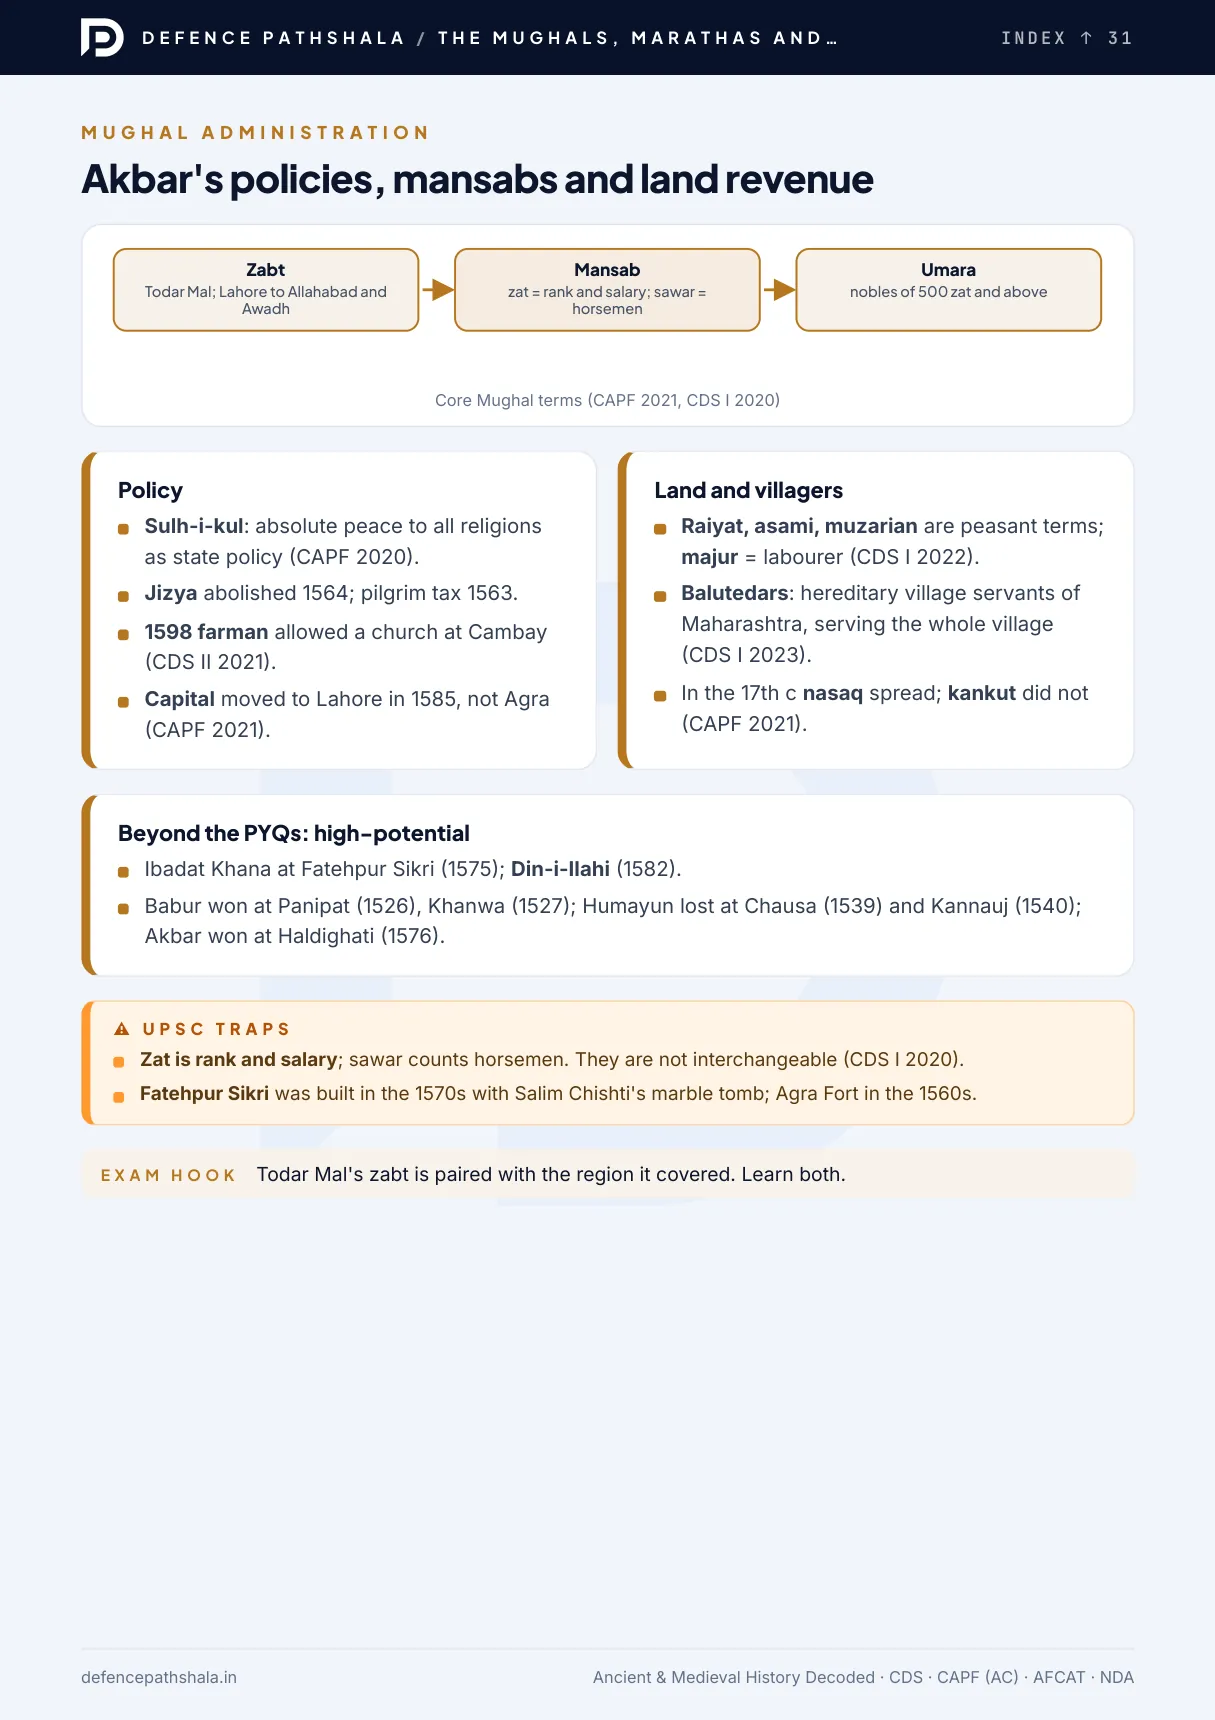 DEFENCE PATHSHALA / THE MUGHALS, MARATHAS AND…
INDEX ↑ 31
MUGHAL ADMINISTRATION
Akbar's policies, mansabs and land revenue
Zabt
Todar Mal; Lahore to Allahabad and
Awadh
Mansab
zat = rank and salary; sawar =
horsemen
Umara
nobles of 500 zat and above
Core Mughal terms (CAPF 2021, CDS I 2020)
Policy
Sulh-i-kul: absolute peace to all religions
as state policy (CAPF 2020).
Jizya abolished 1564; pilgrim tax 1563.
1598 farman allowed a church at Cambay
(CDS II 2021).
Capital moved to Lahore in 1585, not Agra
(CAPF 2021).
Land and villagers
Raiyat, asami, muzarian are peasant terms;
majur = labourer (CDS I 2022).
Balutedars: hereditary village servants of
Maharashtra, serving the whole village
(CDS I 2023).
In the 17th c nasaq spread; kankut did not
(CAPF 2021).
Beyond the PYQs: high-potential
Ibadat Khana at Fatehpur Sikri (1575); Din-i-Ilahi (1582).
Babur won at Panipat (1526), Khanwa (1527); Humayun lost at Chausa (1539) and Kannauj (1540);
Akbar won at Haldighati (1576).
UPSC TRAPS
Zat is rank and salary; sawar counts horsemen. They are not interchangeable (CDS I 2020).
Fatehpur Sikri was built in the 1570s with Salim Chishti's marble tomb; Agra Fort in the 1560s.
EXAM HOOK Todar Mal's zabt is paired with the region it covered. Learn both.
defencepathshala.in
Ancient & Medieval History Decoded · CDS · CAPF (AC) · AFCAT · NDA